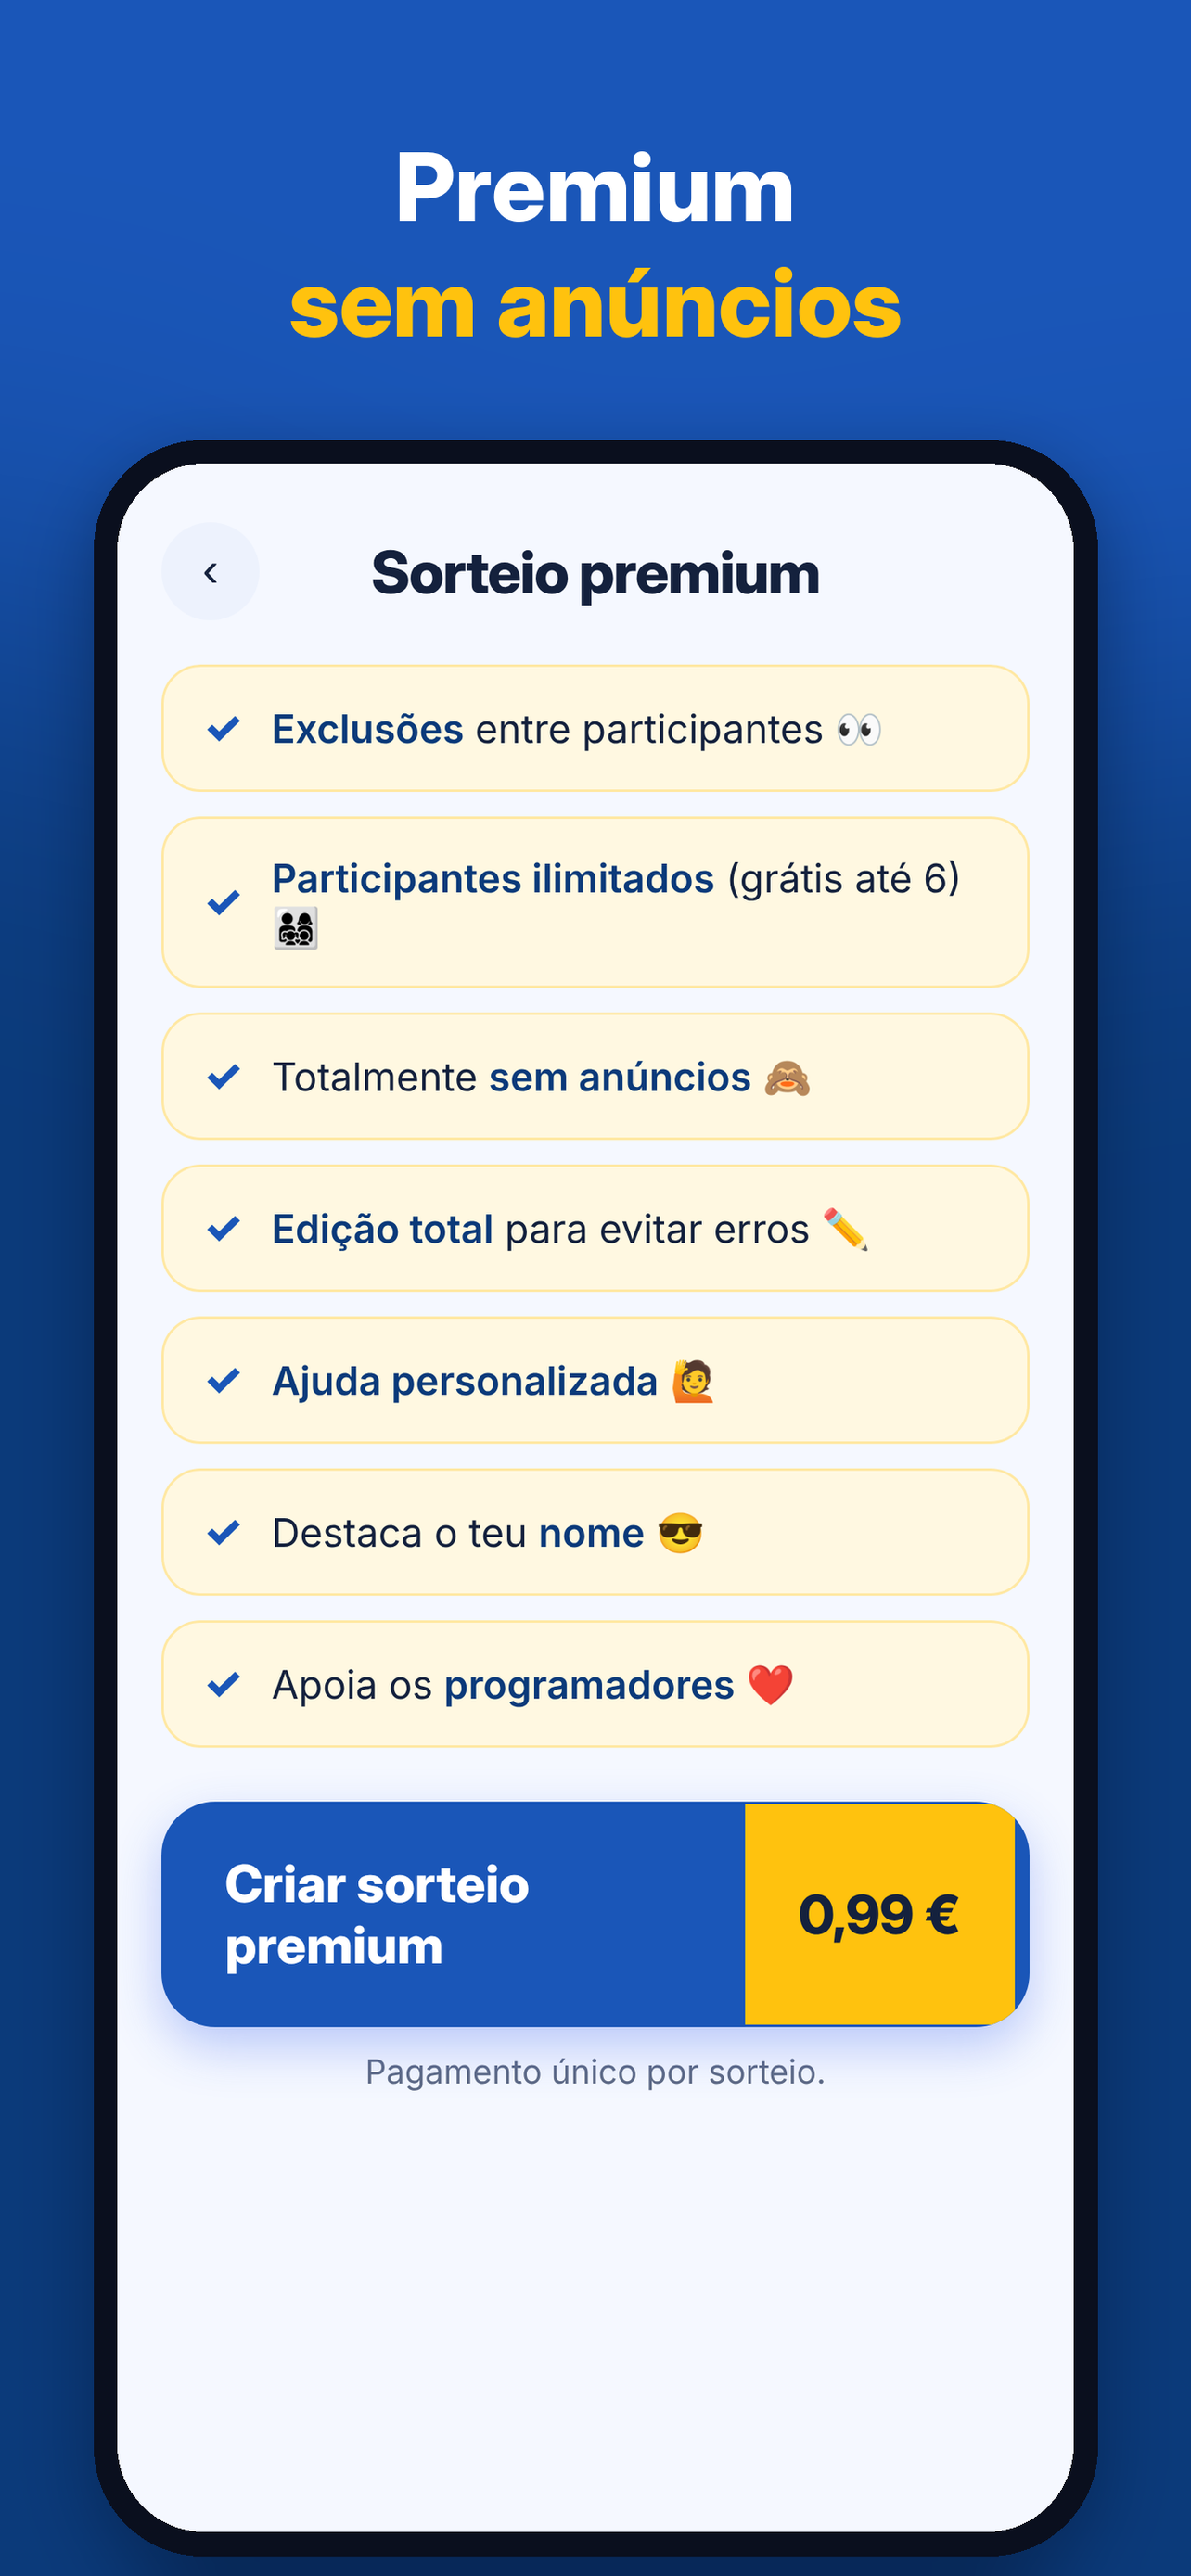 Premium
sem anúncios
‹
Sorteio premium
Exclusões entre participantes 👀
Participantes ilimitados (grátis até 6)
👨‍👩‍👧‍👦
Totalmente sem anúncios 🙈
Edição total para evitar erros ✏️
Ajuda personalizada 🙋
Destaca o teu nome 😎
Apoia os programadores ❤️
Criar sorteio
premium
0,99 €
Pagamento único por sorteio.